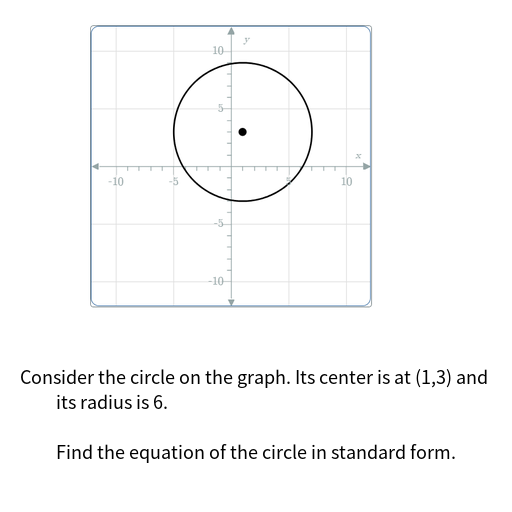 y
10
5
x
-10
-5
5
10
-5
-10
Consider the circle on the graph. Its center is at (1,3) and
its radius is 6.
Find the equation of the circle in standard form.